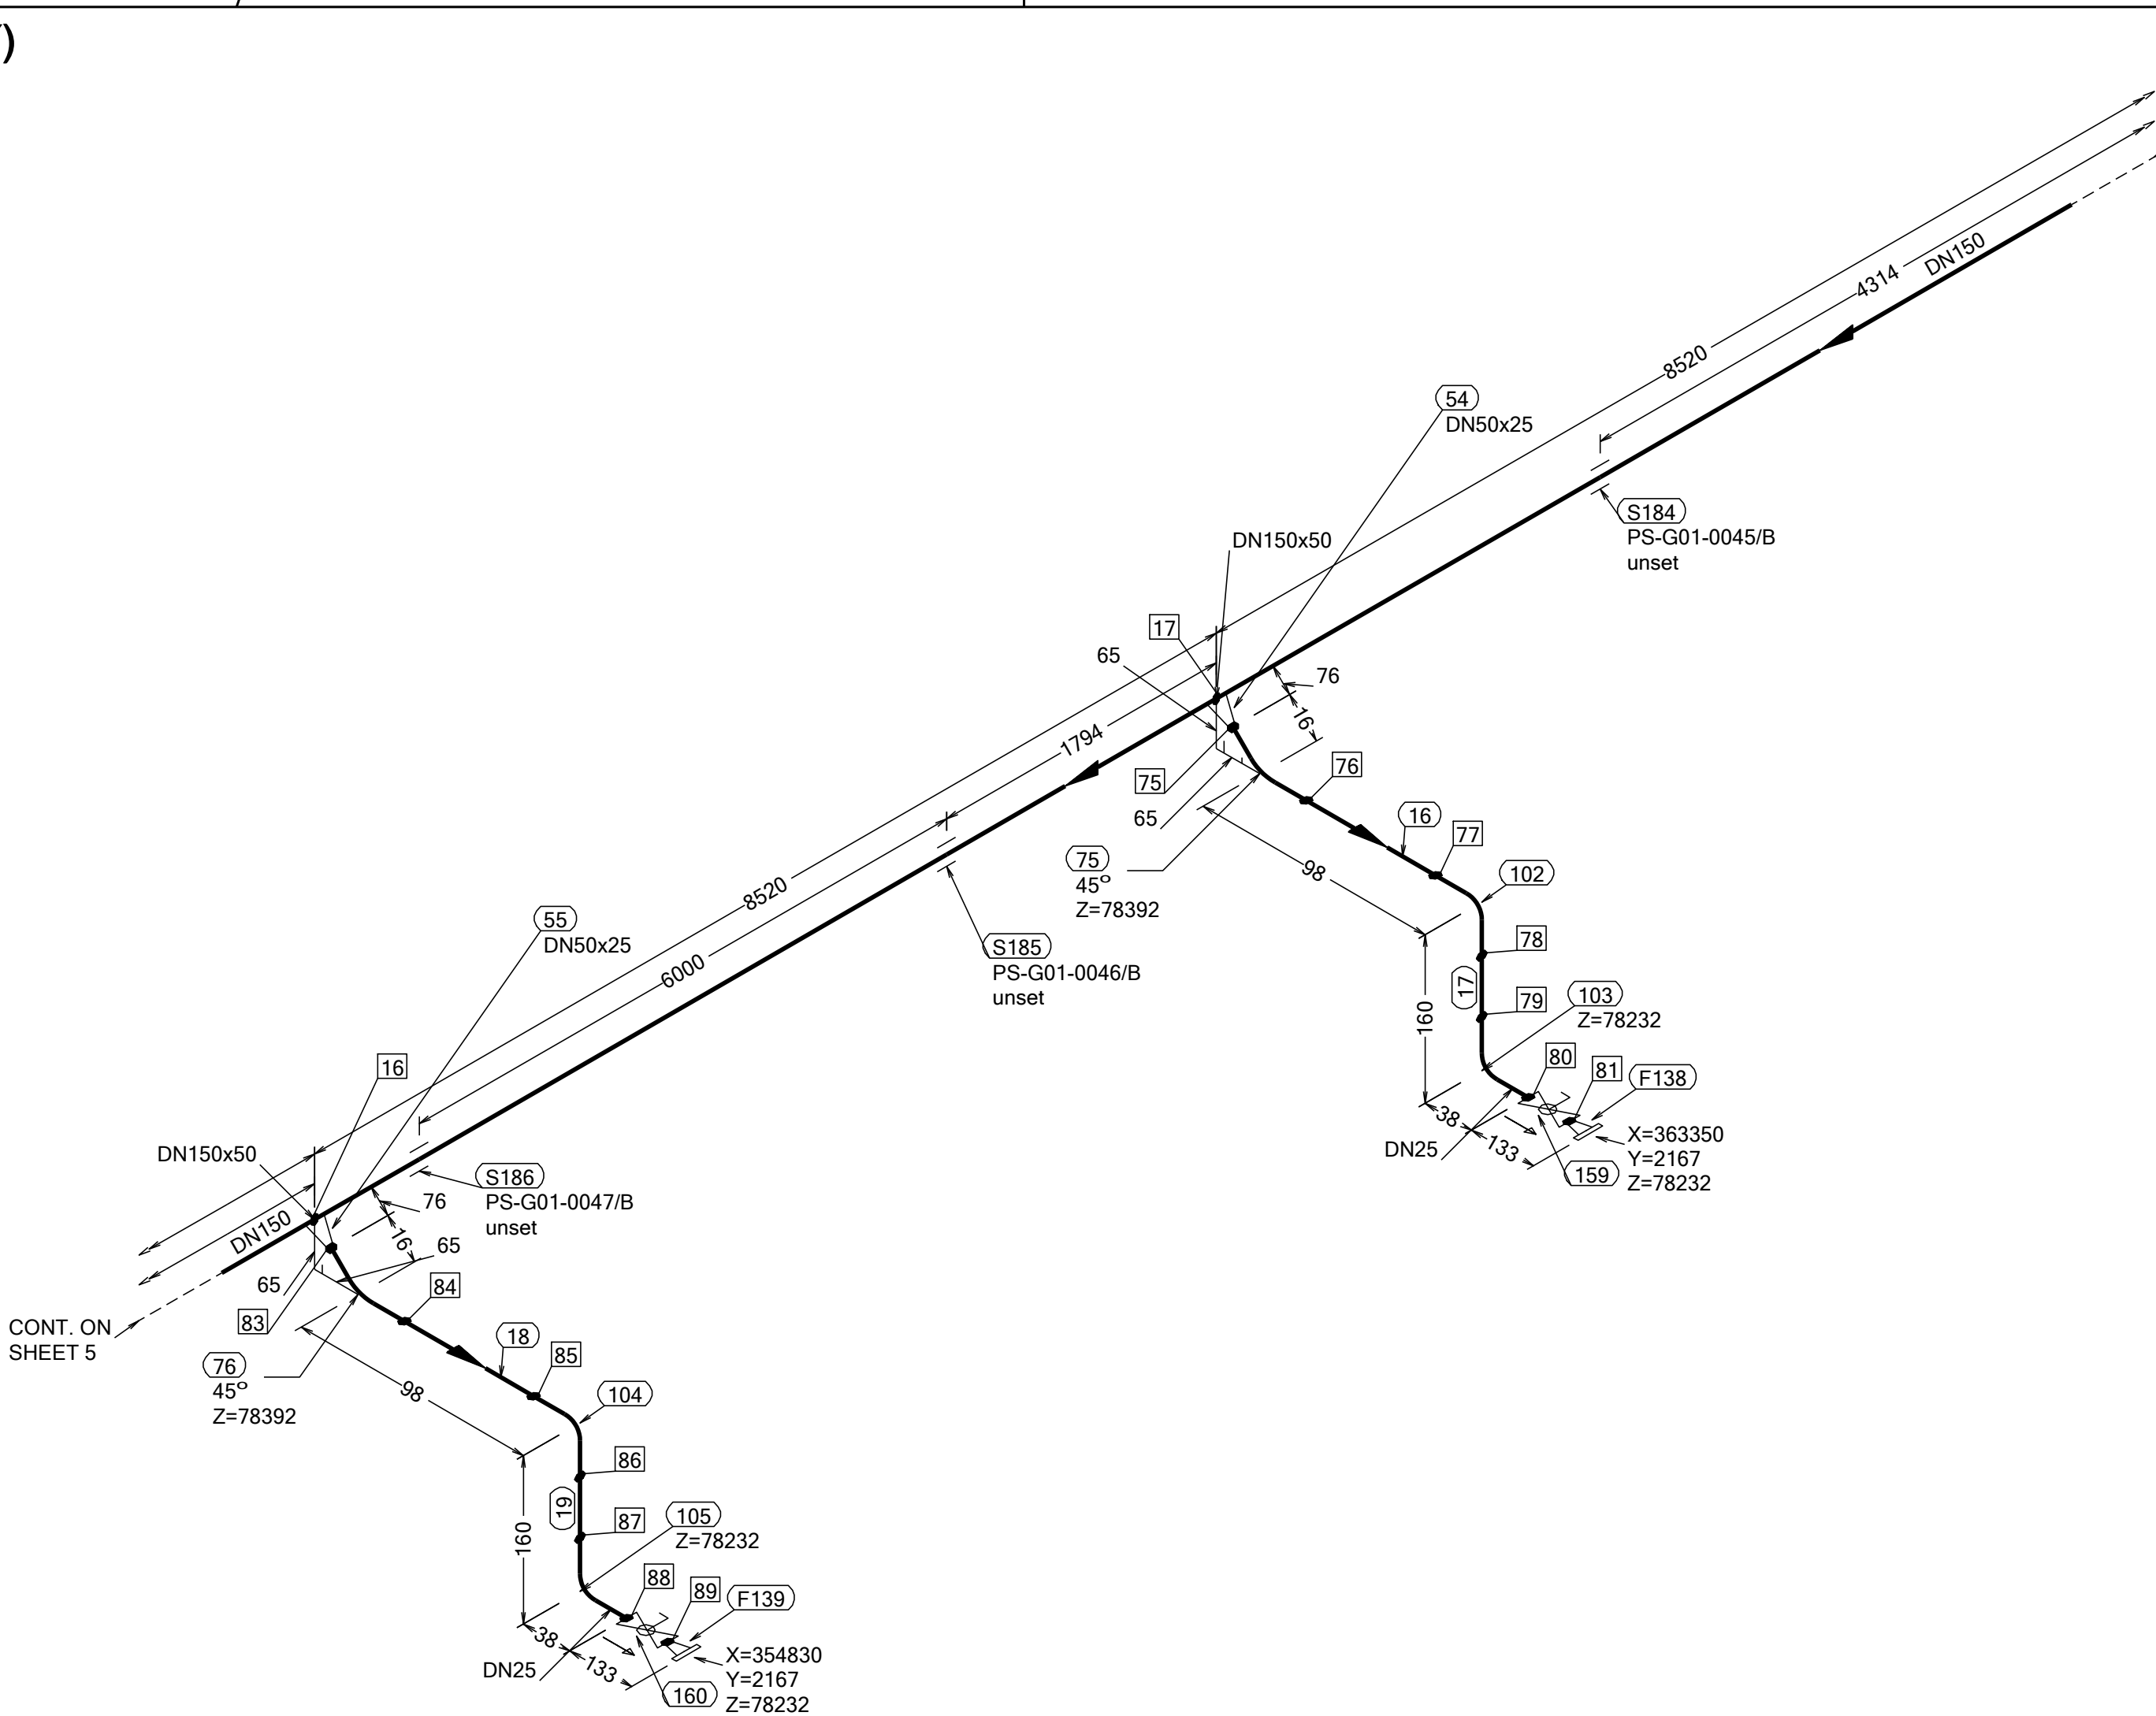 )
DN150
4314
8520
54
DN50x25
S184
PS-G01-0045/B
unset
DN150x50
17
65
76
16
1794
75
65
76
16
77
75
45°
Z=78392
98
102
78
17
79
160
103
Z=78232
80
81
F138
38
DN25
133
X=363350
Y=2167
Z=78232
159
8520
6000
S185
PS-G01-0046/B
unset
55
DN50x25
16
DN150x50
S186
PS-G01-0047/B
unset
DN150
76
16
65
65
84
83
CONT. ON
SHEET 5
76
45°
Z=78392
98
18
85
104
86
19
87
160
105
Z=78232
88
89
F139
38
DN25
133
X=354830
Y=2167
Z=78232
160